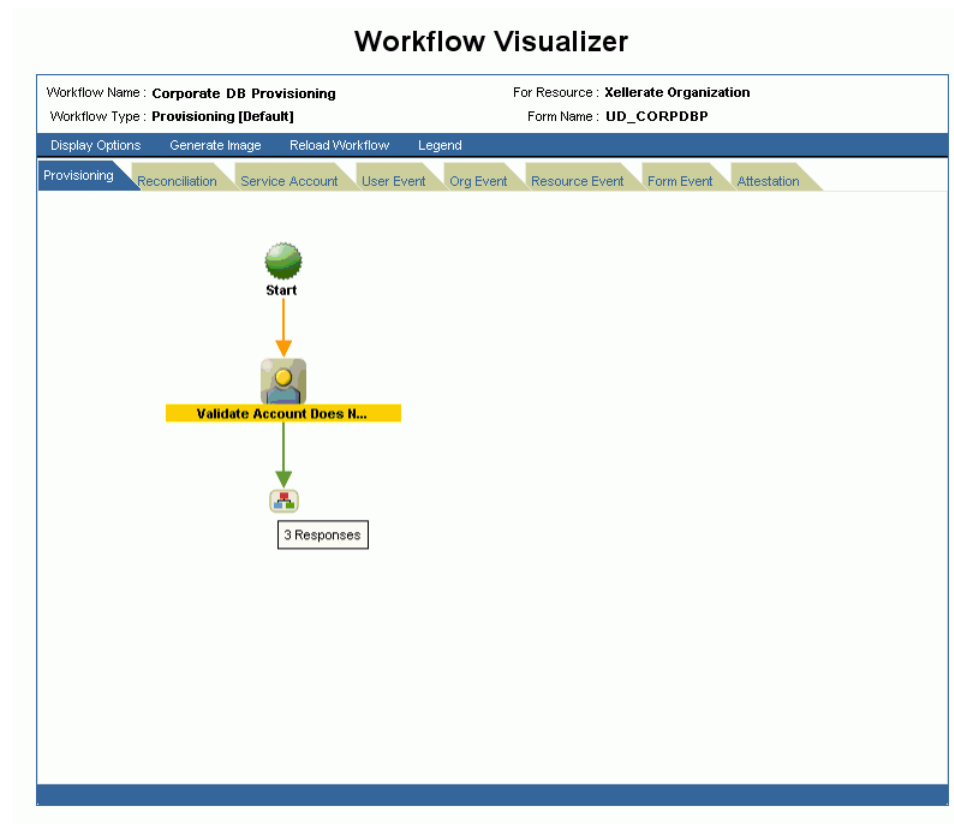 Workflow Visualizer
Workflow Name : Corporate DB Provisioning
For Resource : Xellerate Organization
Workflow Type : Provisioning [Default]
Form Name : UD_CORPDBP
Display Options Generate Image Reload Workflow Legend
Provisioning Reconciliation Service Account User Event Org Event Resource Event Form Event Attestation
Start
Validate Account Does N...
3 Responses